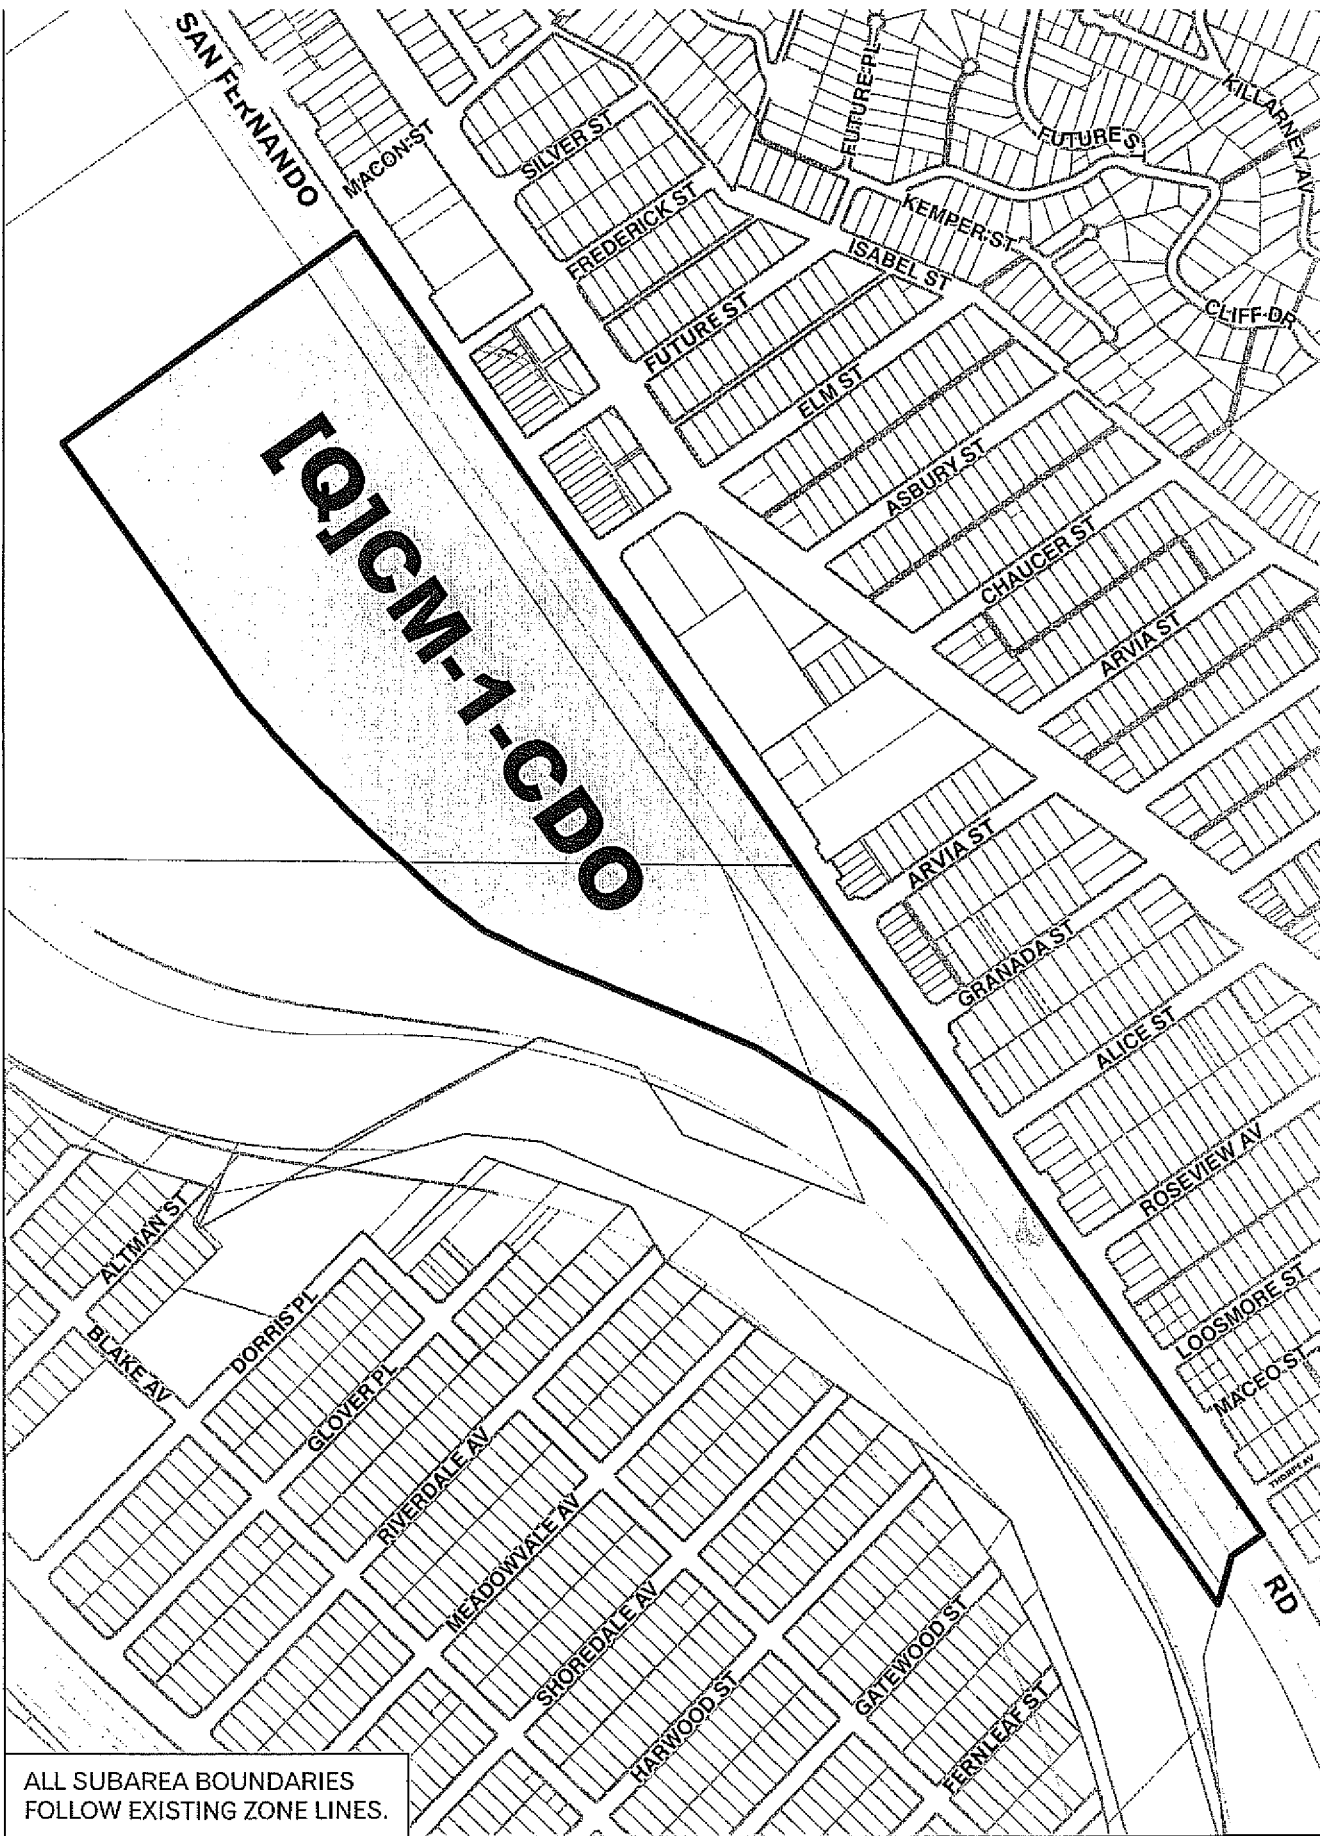 SAN FERNANDO
MACON ST
SILVER ST
FREDERICK ST
FUTURE ST
FUTURE PL
FUTURE S
KILLARNEY AV
KEMPER ST
ISABEL ST
CLIFF DR
ELM ST
ASBURY ST
CHAUCER ST
ARVIA ST
[Q]CM-1-CDO
ARVIA ST
GRANADA ST
ALICE ST
ROSEVIEW AV
LOOSMORE ST
MACEO ST
THORPE AV
RD
ALTMAN ST
BLAKE AV
DORRIS PL
GLOVER PL
RIVERDALE AV
MEADOWVALE AV
SHOREDALE AV
HARWOOD ST
GATEWOOD ST
FERNLEAF ST
ALL SUBAREA BOUNDARIES
FOLLOW EXISTING ZONE LINES.